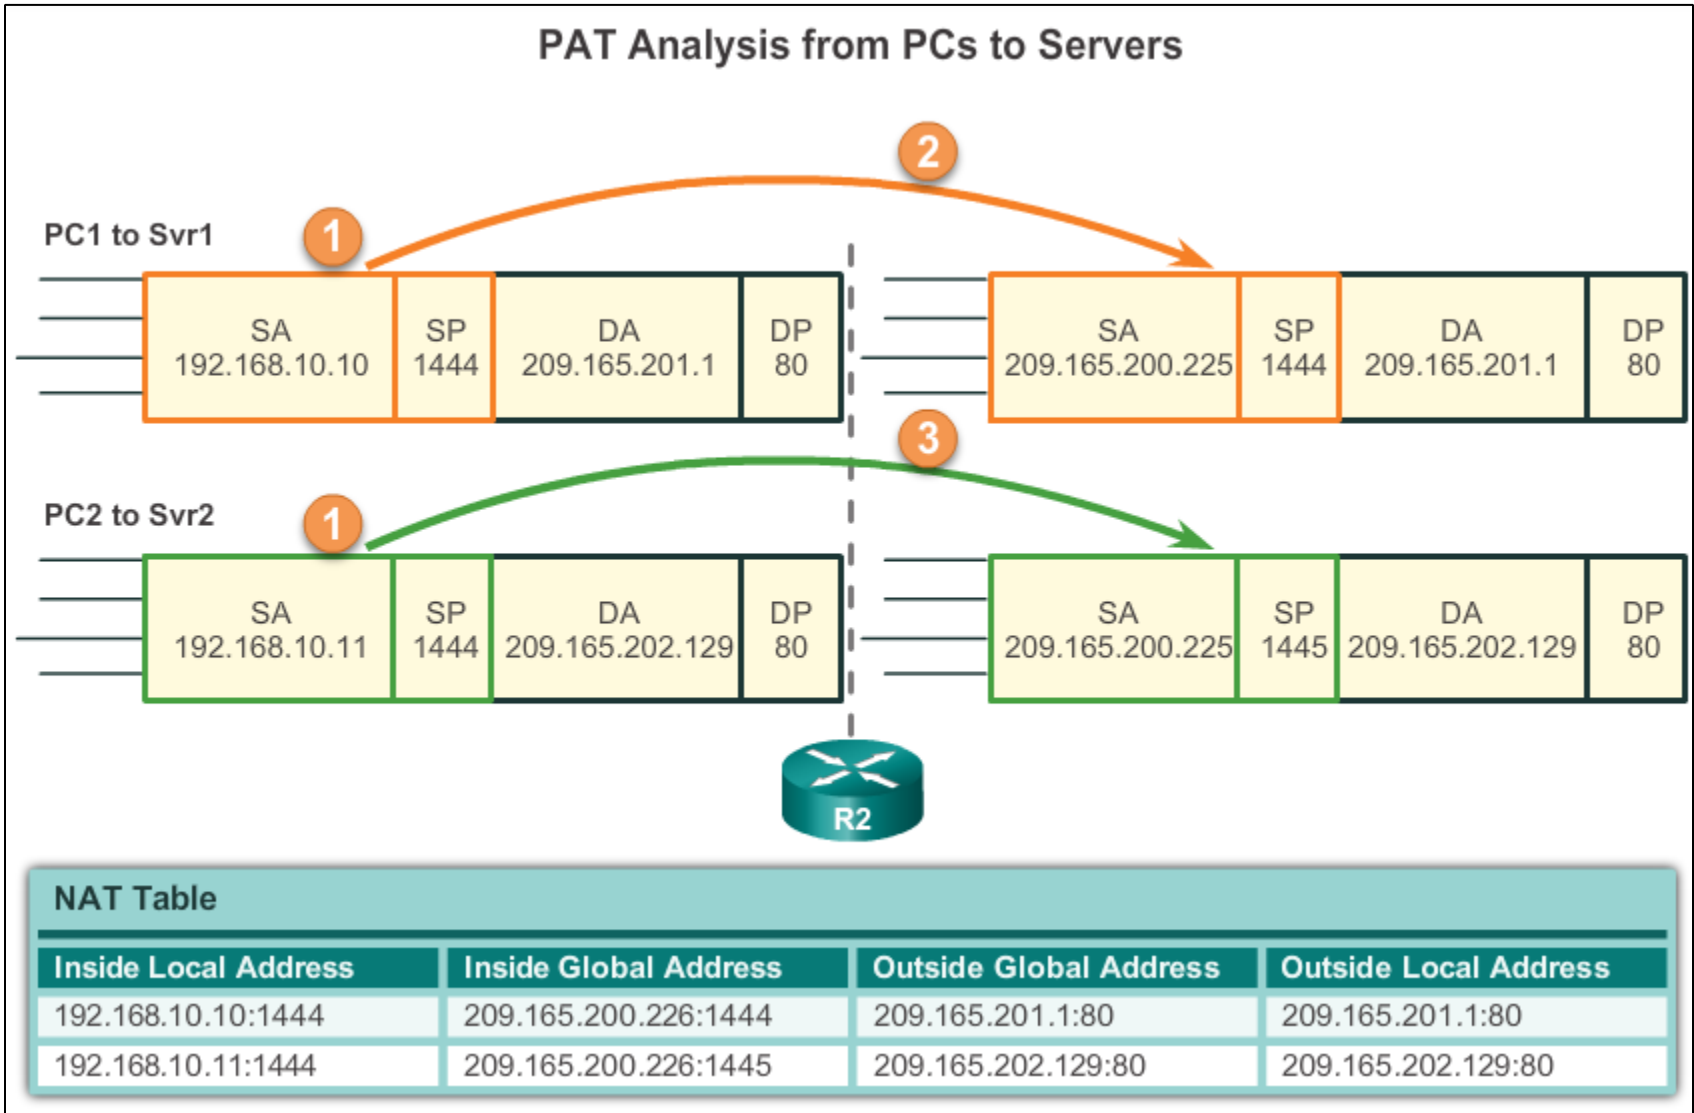 PAT Analysis from PCs to Servers
2
PC1 to Svr1
1
SA
192.168.10.10
SP
1444
DA
209.165.201.1
DP
80
SA
209.165.200.225
SP
1444
DA
209.165.201.1
DP
80
3
PC2 to Svr2
1
SA
192.168.10.11
SP
1444
DA
209.165.202.129
DP
80
SA
209.165.200.225
SP
1445
DA
209.165.202.129
DP
80
R2
NAT Table
Inside Local Address Inside Global Address Outside Global Address Outside Local Address
192.168.10.10:1444 209.165.200.226:1444 209.165.201.1:80 209.165.201.1:80
192.168.10.11:1444 209.165.200.226:1445 209.165.202.129:80 209.165.202.129:80